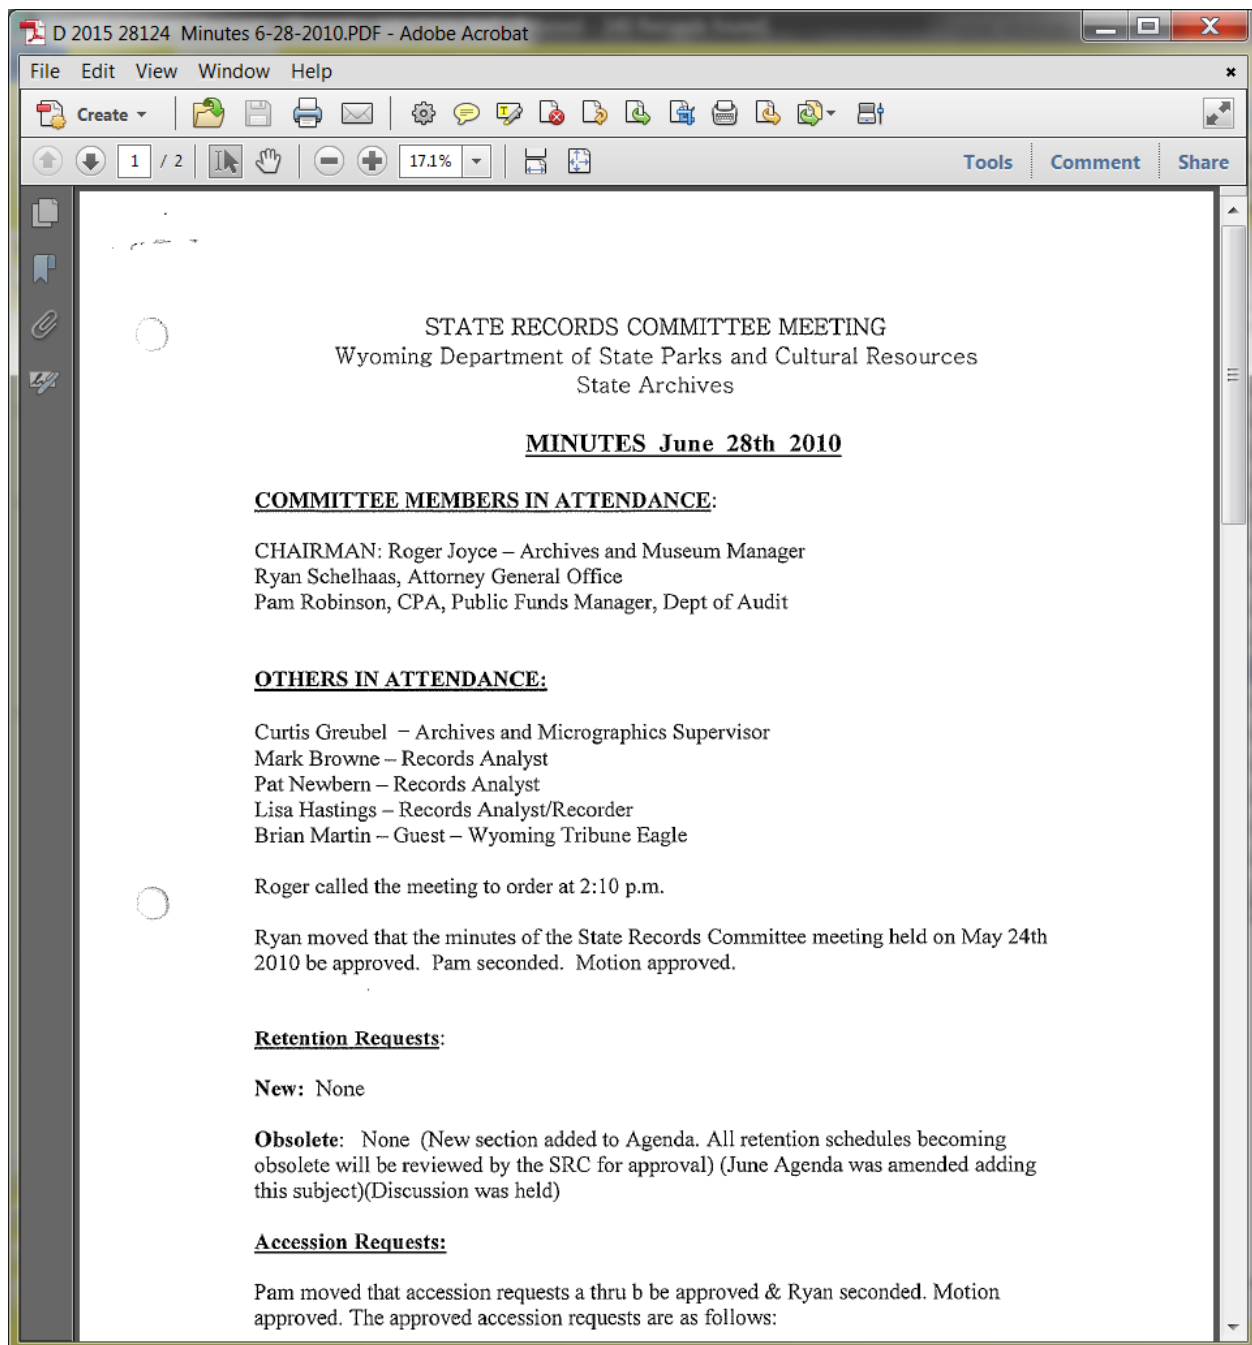 D 2015 28124 Minutes 6-28-2010.PDF - Adobe Acrobat
File Edit View Window Help
Create
1 / 2 17.1% Tools Comment Share
STATE RECORDS COMMITTEE MEETING
Wyoming Department of State Parks and Cultural Resources
State Archives
MINUTES June 28th 2010
COMMITTEE MEMBERS IN ATTENDANCE:
CHAIRMAN: Roger Joyce – Archives and Museum Manager
Ryan Schelhaas, Attorney General Office
Pam Robinson, CPA, Public Funds Manager, Dept of Audit
OTHERS IN ATTENDANCE:
Curtis Greubel – Archives and Micrographics Supervisor
Mark Browne – Records Analyst
Pat Newbern – Records Analyst
Lisa Hastings – Records Analyst/Recorder
Brian Martin – Guest – Wyoming Tribune Eagle
Roger called the meeting to order at 2:10 p.m.
Ryan moved that the minutes of the State Records Committee meeting held on May 24th
2010 be approved. Pam seconded. Motion approved.
Retention Requests:
New: None
Obsolete: None (New section added to Agenda. All retention schedules becoming
obsolete will be reviewed by the SRC for approval) (June Agenda was amended adding
this subject)(Discussion was held)
Accession Requests:
Pam moved that accession requests a thru b be approved & Ryan seconded. Motion
approved. The approved accession requests are as follows: